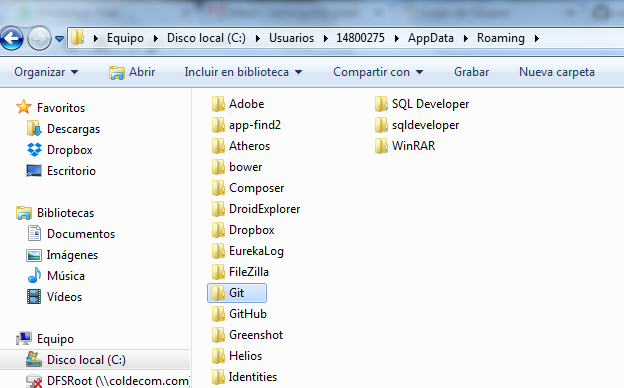 Equipo ▸ Disco local (C:) ▸ Usuarios ▸ 14800275 ▸ AppData ▸ Roaming ▸
Organizar Abrir Incluir en biblioteca Compartir con Grabar Nueva carpeta
Favoritos
Descargas
Dropbox
Escritorio
Bibliotecas
Documentos
Imágenes
Música
Vídeos
Equipo
Disco local (C:)
DFSRoot (\\coldecom.com)
Adobe
app-find2
Atheros
bower
Composer
DroidExplorer
Dropbox
EurekaLog
FileZilla
Git
GitHub
Greenshot
Helios
Identities
SQL Developer
sqldeveloper
WinRAR